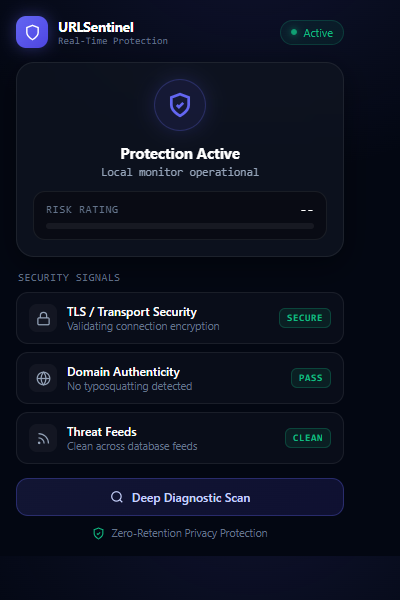 URLSentinel
Real-Time Protection
Active
Protection Active
Local monitor operational
RISK RATING --
SECURITY SIGNALS
TLS / Transport Security
Validating connection encryption
SECURE
Domain Authenticity
No typosquatting detected
PASS
Threat Feeds
Clean across database feeds
CLEAN
Deep Diagnostic Scan
Zero-Retention Privacy Protection